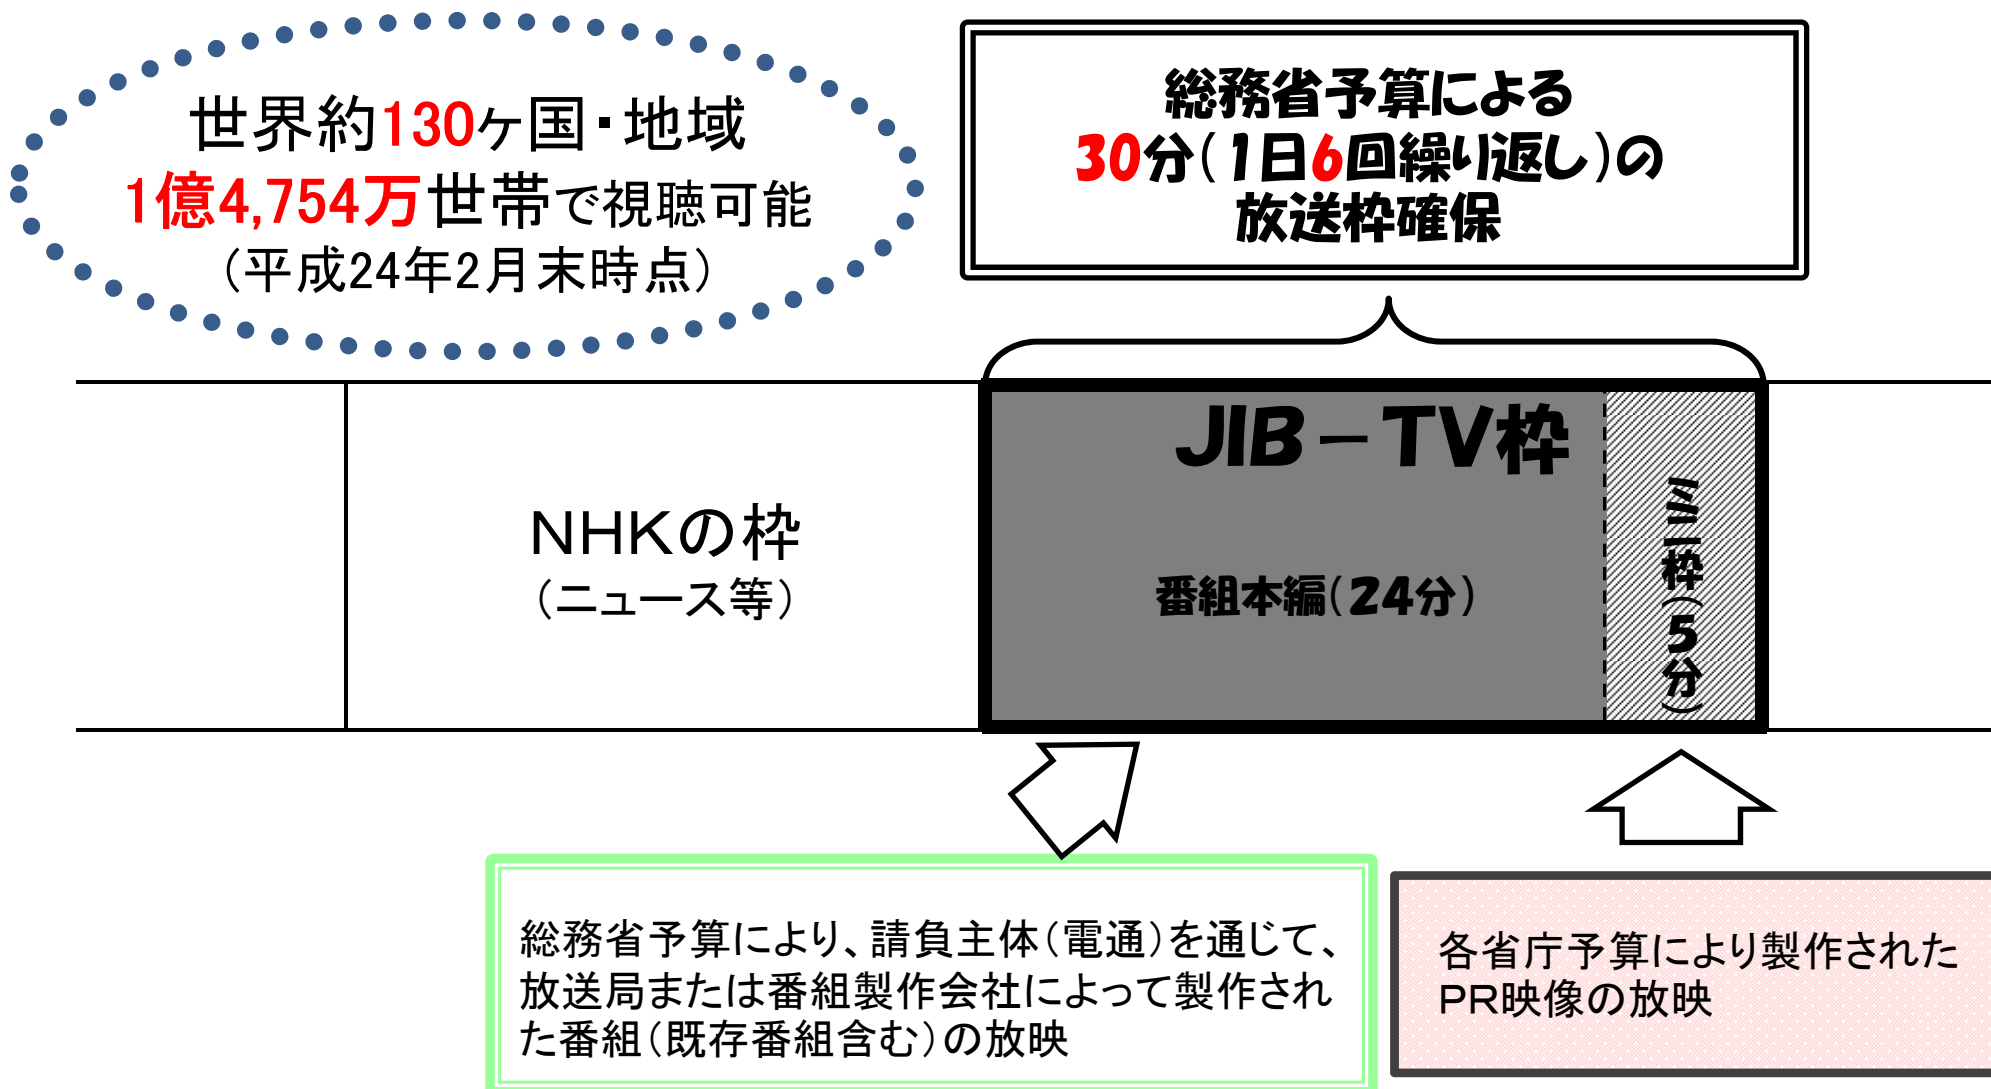 世界約130ヶ国・地域
1億4,754万世帯で視聴可能
（平成24年2月末時点）
総務省予算による
30分（1日6回繰り返し）の
放送枠確保
JIB－TV枠
NHKの枠
（ニュース等）
番組本編（24分）
ミニ枠（5分）
総務省予算により、請負主体（電通）を通じて、
放送局または番組製作会社によって製作され
た番組（既存番組含む）の放映
各省庁予算により製作された
PR映像の放映